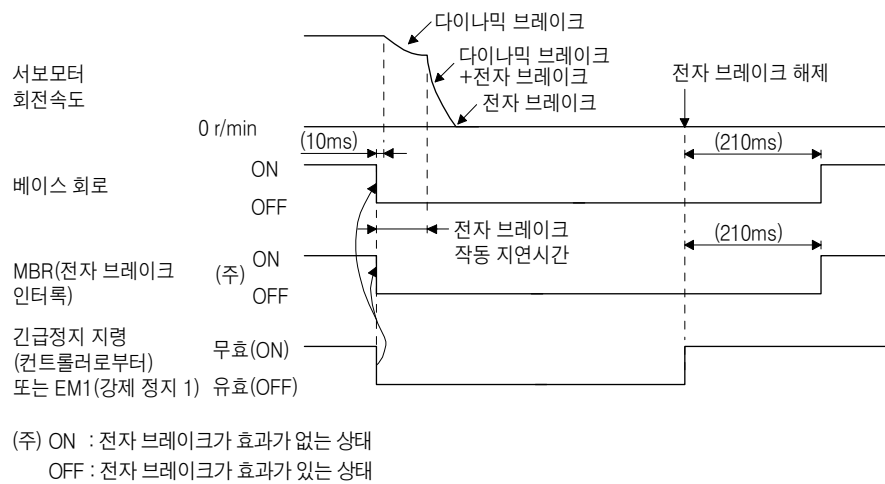 다이나믹 브레이크
다이나믹 브레이크
+전자 브레이크
전자 브레이크
전자 브레이크 해제
서보모터
회전속도
0 r/min
(10ms)
(210ms)
베이스 회로
ON
OFF
전자 브레이크
작동 지연시간
(210ms)
MBR(전자 브레이크
인터록)
(주)
ON
OFF
긴급정지 지령
(컨트롤러로부터)
또는 EM1(강제 정지 1)
무효(ON)
유효(OFF)
(주) ON : 전자 브레이크가 효과가 없는 상태
OFF : 전자 브레이크가 효과가 있는 상태